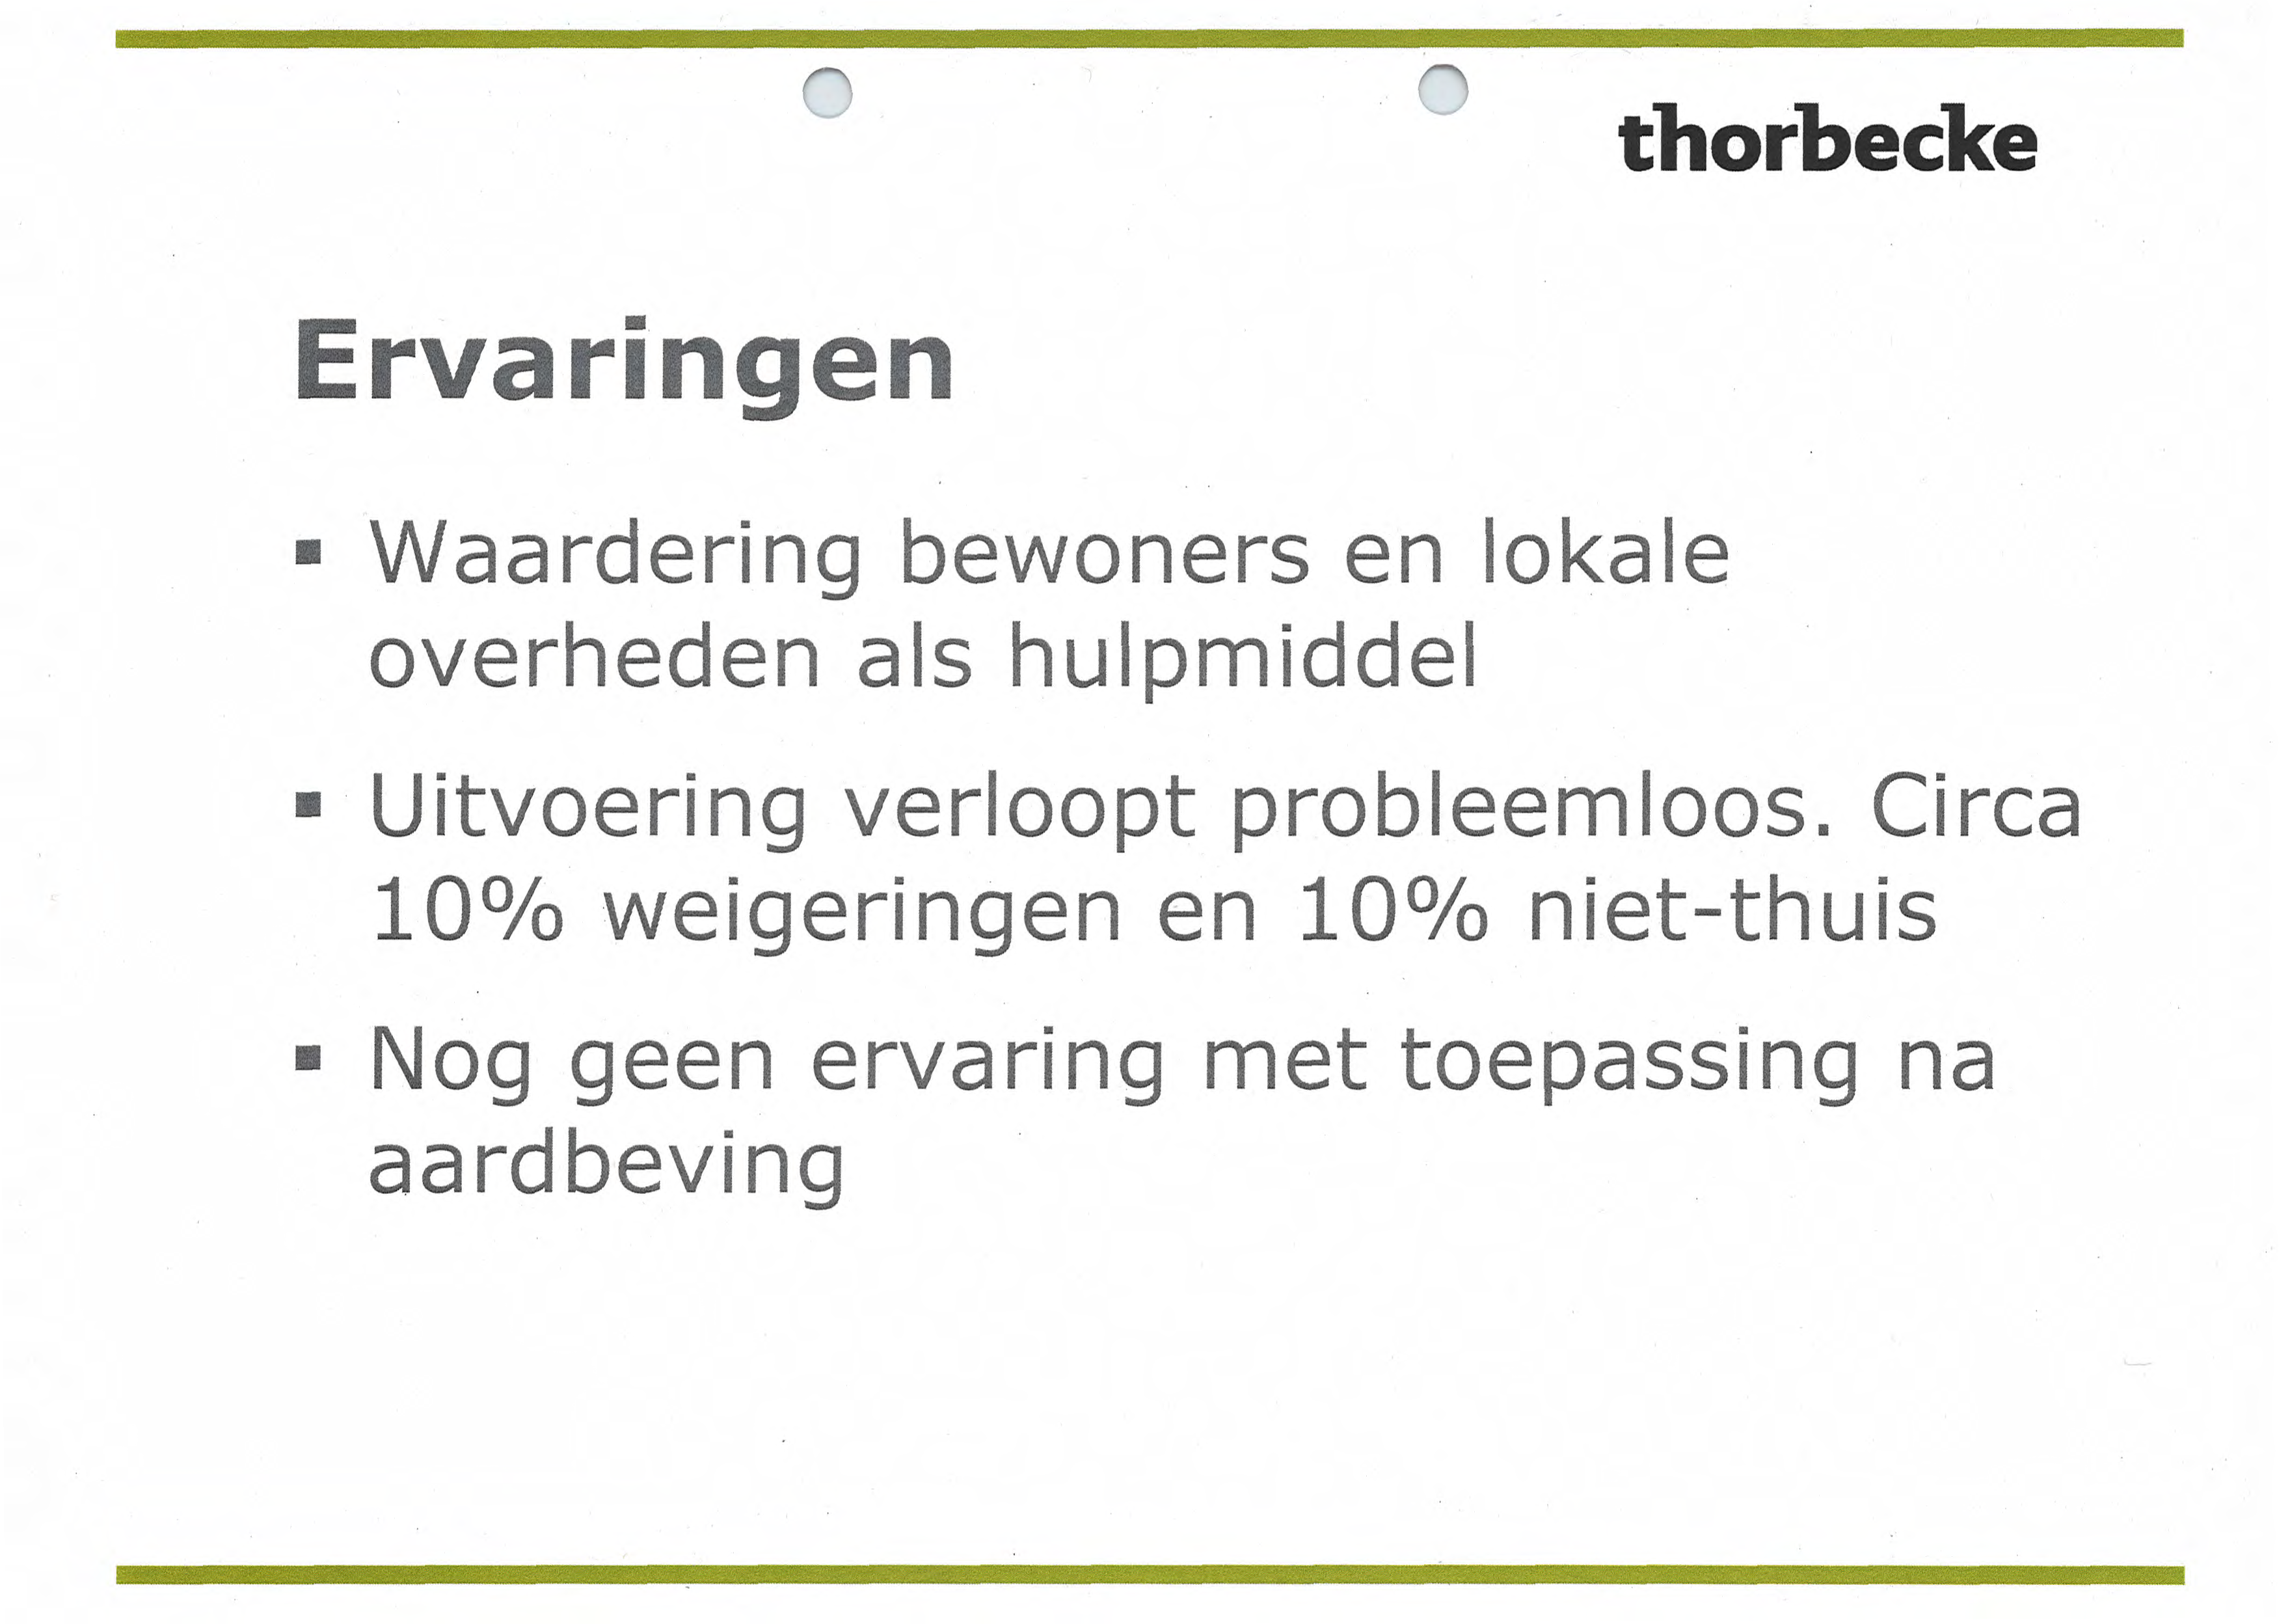 thorbecke
Ervaringen
▪ Waardering bewoners en lokale
overheden als hulpmiddel
▪ Uitvoering verloopt probleemloos. Circa
10% weigeringen en 10% niet-thuis
▪ Nog geen ervaring met toepassing na
aardbeving